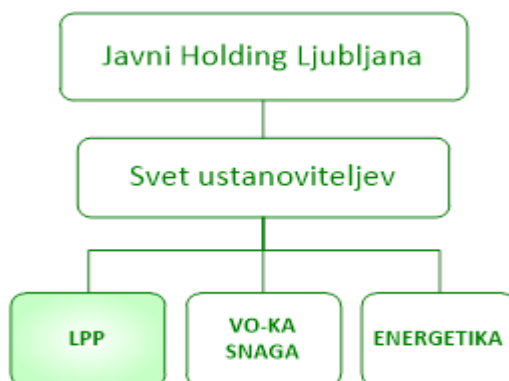 Javni Holding Ljubljana
Svet ustanoviteljev
LPP
VO-KA
SNAGA
ENERGETIKA